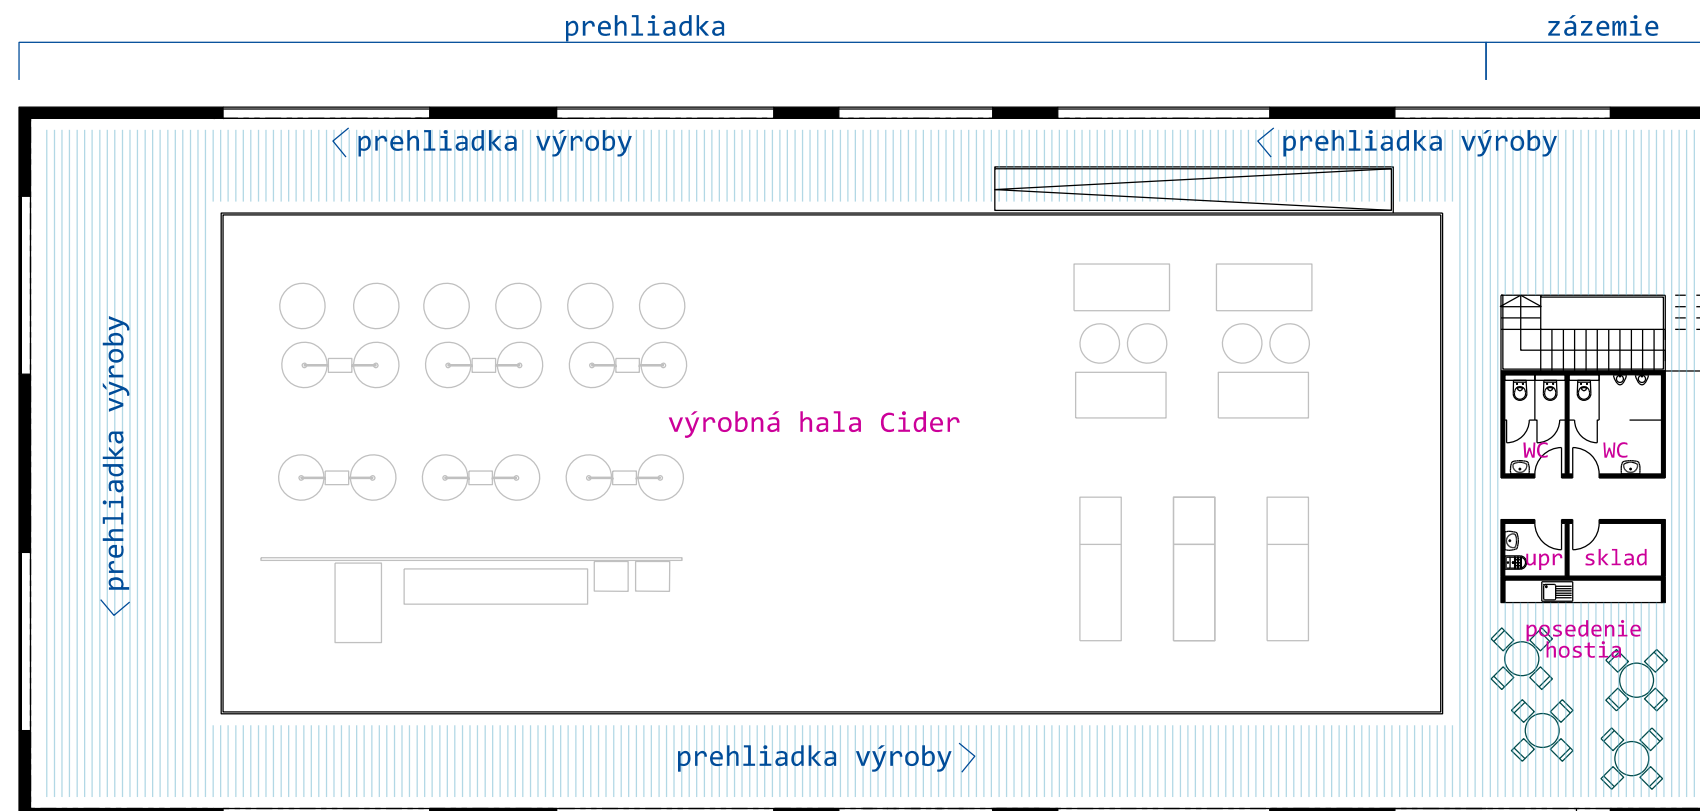 prehliadka
zázemie
prehliadka výroby
prehliadka výroby
prehliadka výroby
výrobná hala Cider
WC
WC
upr
sklad
posedenie
hostia
prehliadka výroby